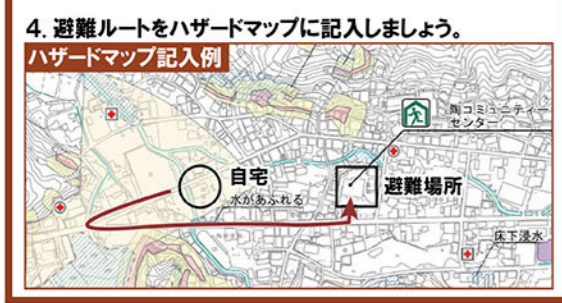 4. 避難ルートをハザードマップに記入しましょう。
ハザードマップ記入例
陶コミュニティー
センター
自宅
水があふれる
避難場所
床下浸水